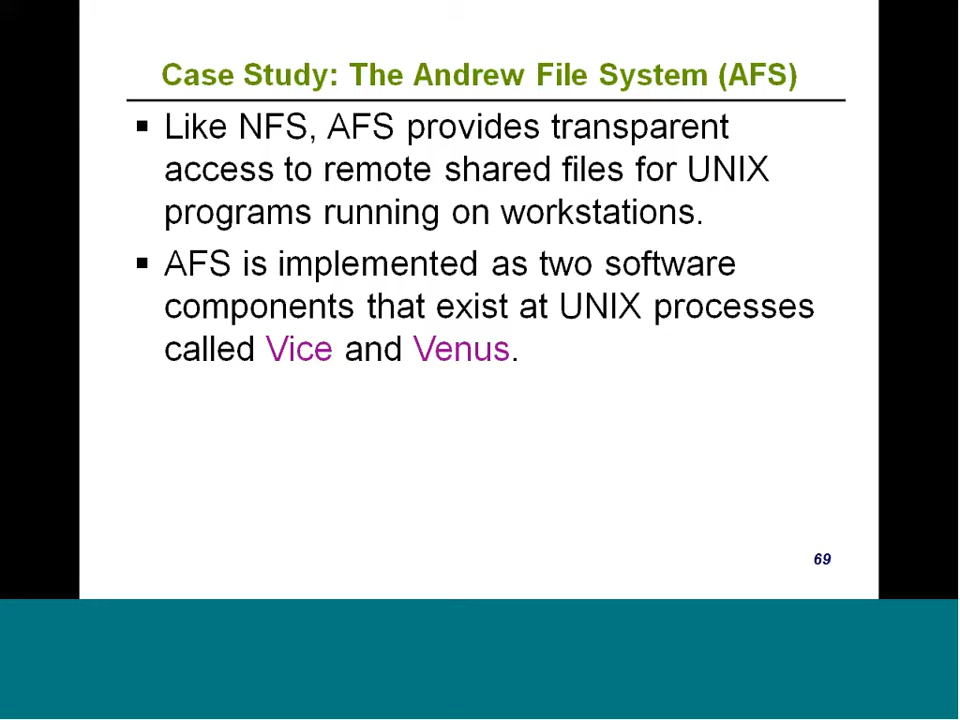 Case Study: The Andrew File System (AFS)
▪ Like NFS, AFS provides transparent
access to remote shared files for UNIX
programs running on workstations.
▪ AFS is implemented as two software
components that exist at UNIX processes
called Vice and Venus.
69